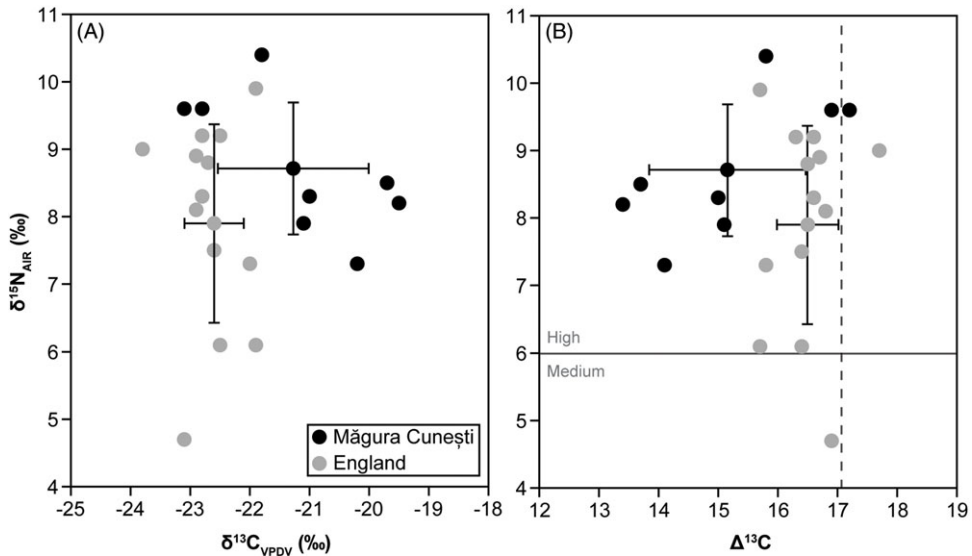 (A)
11
10
9
8
7
6
5
4
δ15NAIR (‰)
-25 -24 -23 -22 -21 -20 -19 -18
δ13CVPDV (‰)
Măgura Cunești
England
(B)
11
10
9
8
7
6
5
4
High
Medium
12 13 14 15 16 17 18 19
Δ13C